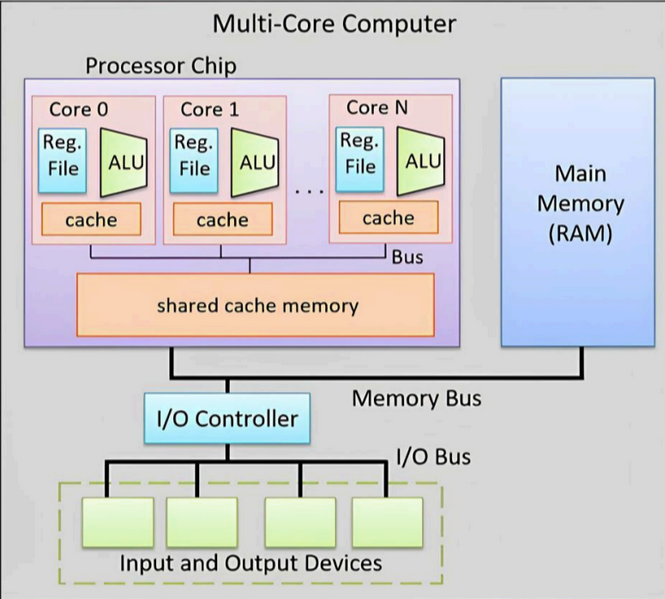 Multi-Core Computer
Processor Chip
Core 0
Reg.
File
ALU
cache
Core 1
Reg.
File
ALU
cache
. . .
Core N
Reg.
File
ALU
cache
Bus
shared cache memory
Main
Memory
(RAM)
Memory Bus
I/O Controller
I/O Bus
Input and Output Devices